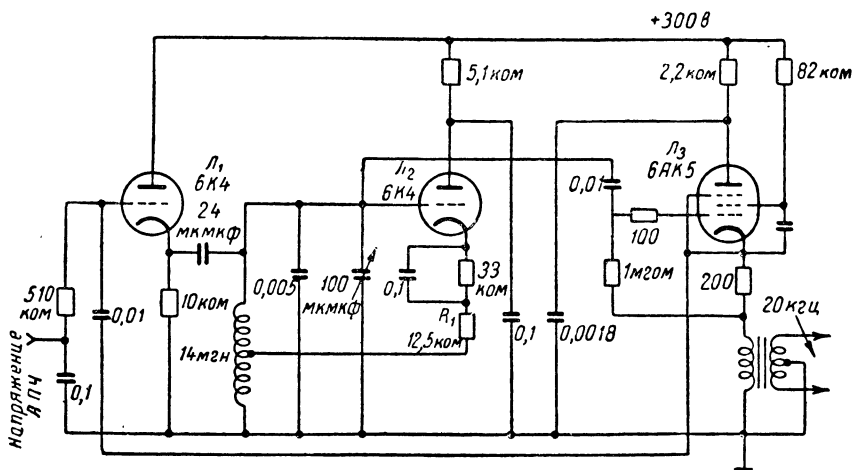 +300 в
5,1 ком
2,2 ком
82 ком
Л₁
6К4
24
мкмкф
Л₂
6К4
Л₃
6АК5
0,01
100
510
ком
0,01
10 ком
0,005
100
мкмкф
0,1
33
ком
1 мгом
200
R₁
12,5 ком
14 мгн
0,1
0,0018
20 кгц
0,1
Напряжение
АПЧ